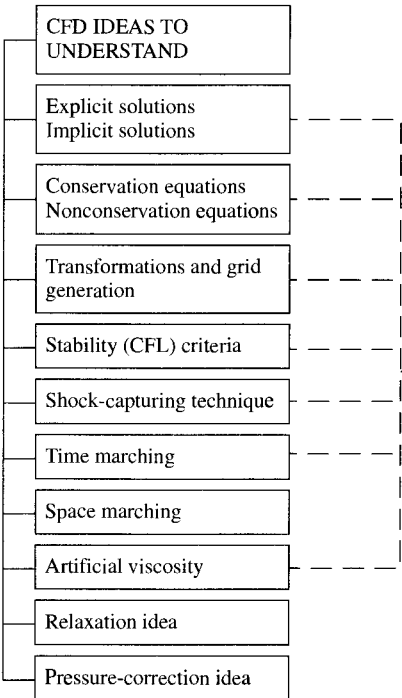 CFD IDEAS TO
UNDERSTAND
Explicit solutions
Implicit solutions
Conservation equations
Nonconservation equations
Transformations and grid
generation
Stability (CFL) criteria
Shock-capturing technique
Time marching
Space marching
Artificial viscosity
Relaxation idea
Pressure-correction idea